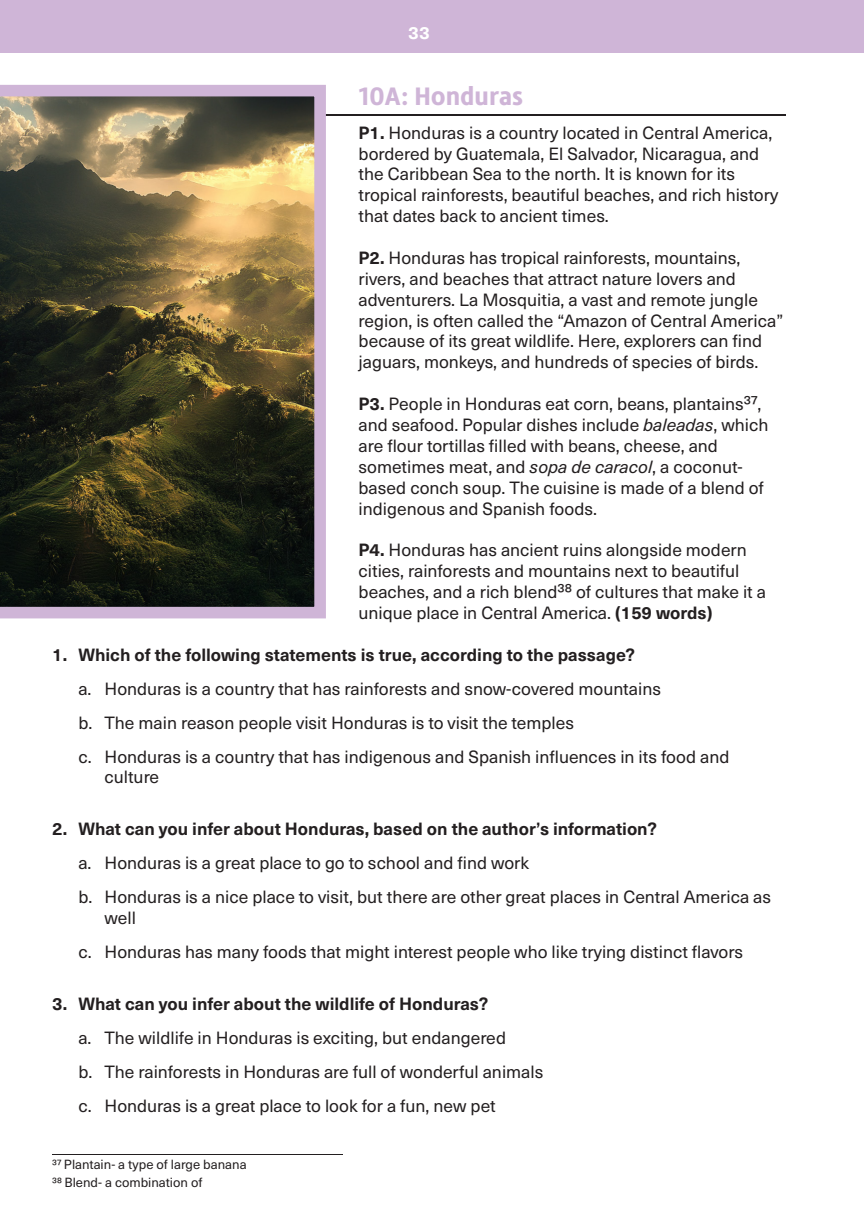 33
10A: Honduras
P1. Honduras is a country located in Central America,
bordered by Guatemala, El Salvador, Nicaragua, and
the Caribbean Sea to the north. It is known for its
tropical rainforests, beautiful beaches, and rich history
that dates back to ancient times.
P2. Honduras has tropical rainforests, mountains,
rivers, and beaches that attract nature lovers and
adventurers. La Mosquitia, a vast and remote jungle
region, is often called the “Amazon of Central America”
because of its great wildlife. Here, explorers can find
jaguars, monkeys, and hundreds of species of birds.
P3. People in Honduras eat corn, beans, plantains³⁷,
and seafood. Popular dishes include baleadas, which
are flour tortillas filled with beans, cheese, and
sometimes meat, and sopa de caracol, a coconut-
based conch soup. The cuisine is made of a blend of
indigenous and Spanish foods.
P4. Honduras has ancient ruins alongside modern
cities, rainforests and mountains next to beautiful
beaches, and a rich blend³⁸ of cultures that make it a
unique place in Central America. (159 words)
1. Which of the following statements is true, according to the passage?
a. Honduras is a country that has rainforests and snow-covered mountains
b. The main reason people visit Honduras is to visit the temples
c. Honduras is a country that has indigenous and Spanish influences in its food and
culture
2. What can you infer about Honduras, based on the author’s information?
a. Honduras is a great place to go to school and find work
b. Honduras is a nice place to visit, but there are other great places in Central America as
well
c. Honduras has many foods that might interest people who like trying distinct flavors
3. What can you infer about the wildlife of Honduras?
a. The wildlife in Honduras is exciting, but endangered
b. The rainforests in Honduras are full of wonderful animals
c. Honduras is a great place to look for a fun, new pet
³⁷ Plantain- a type of large banana
³⁸ Blend- a combination of